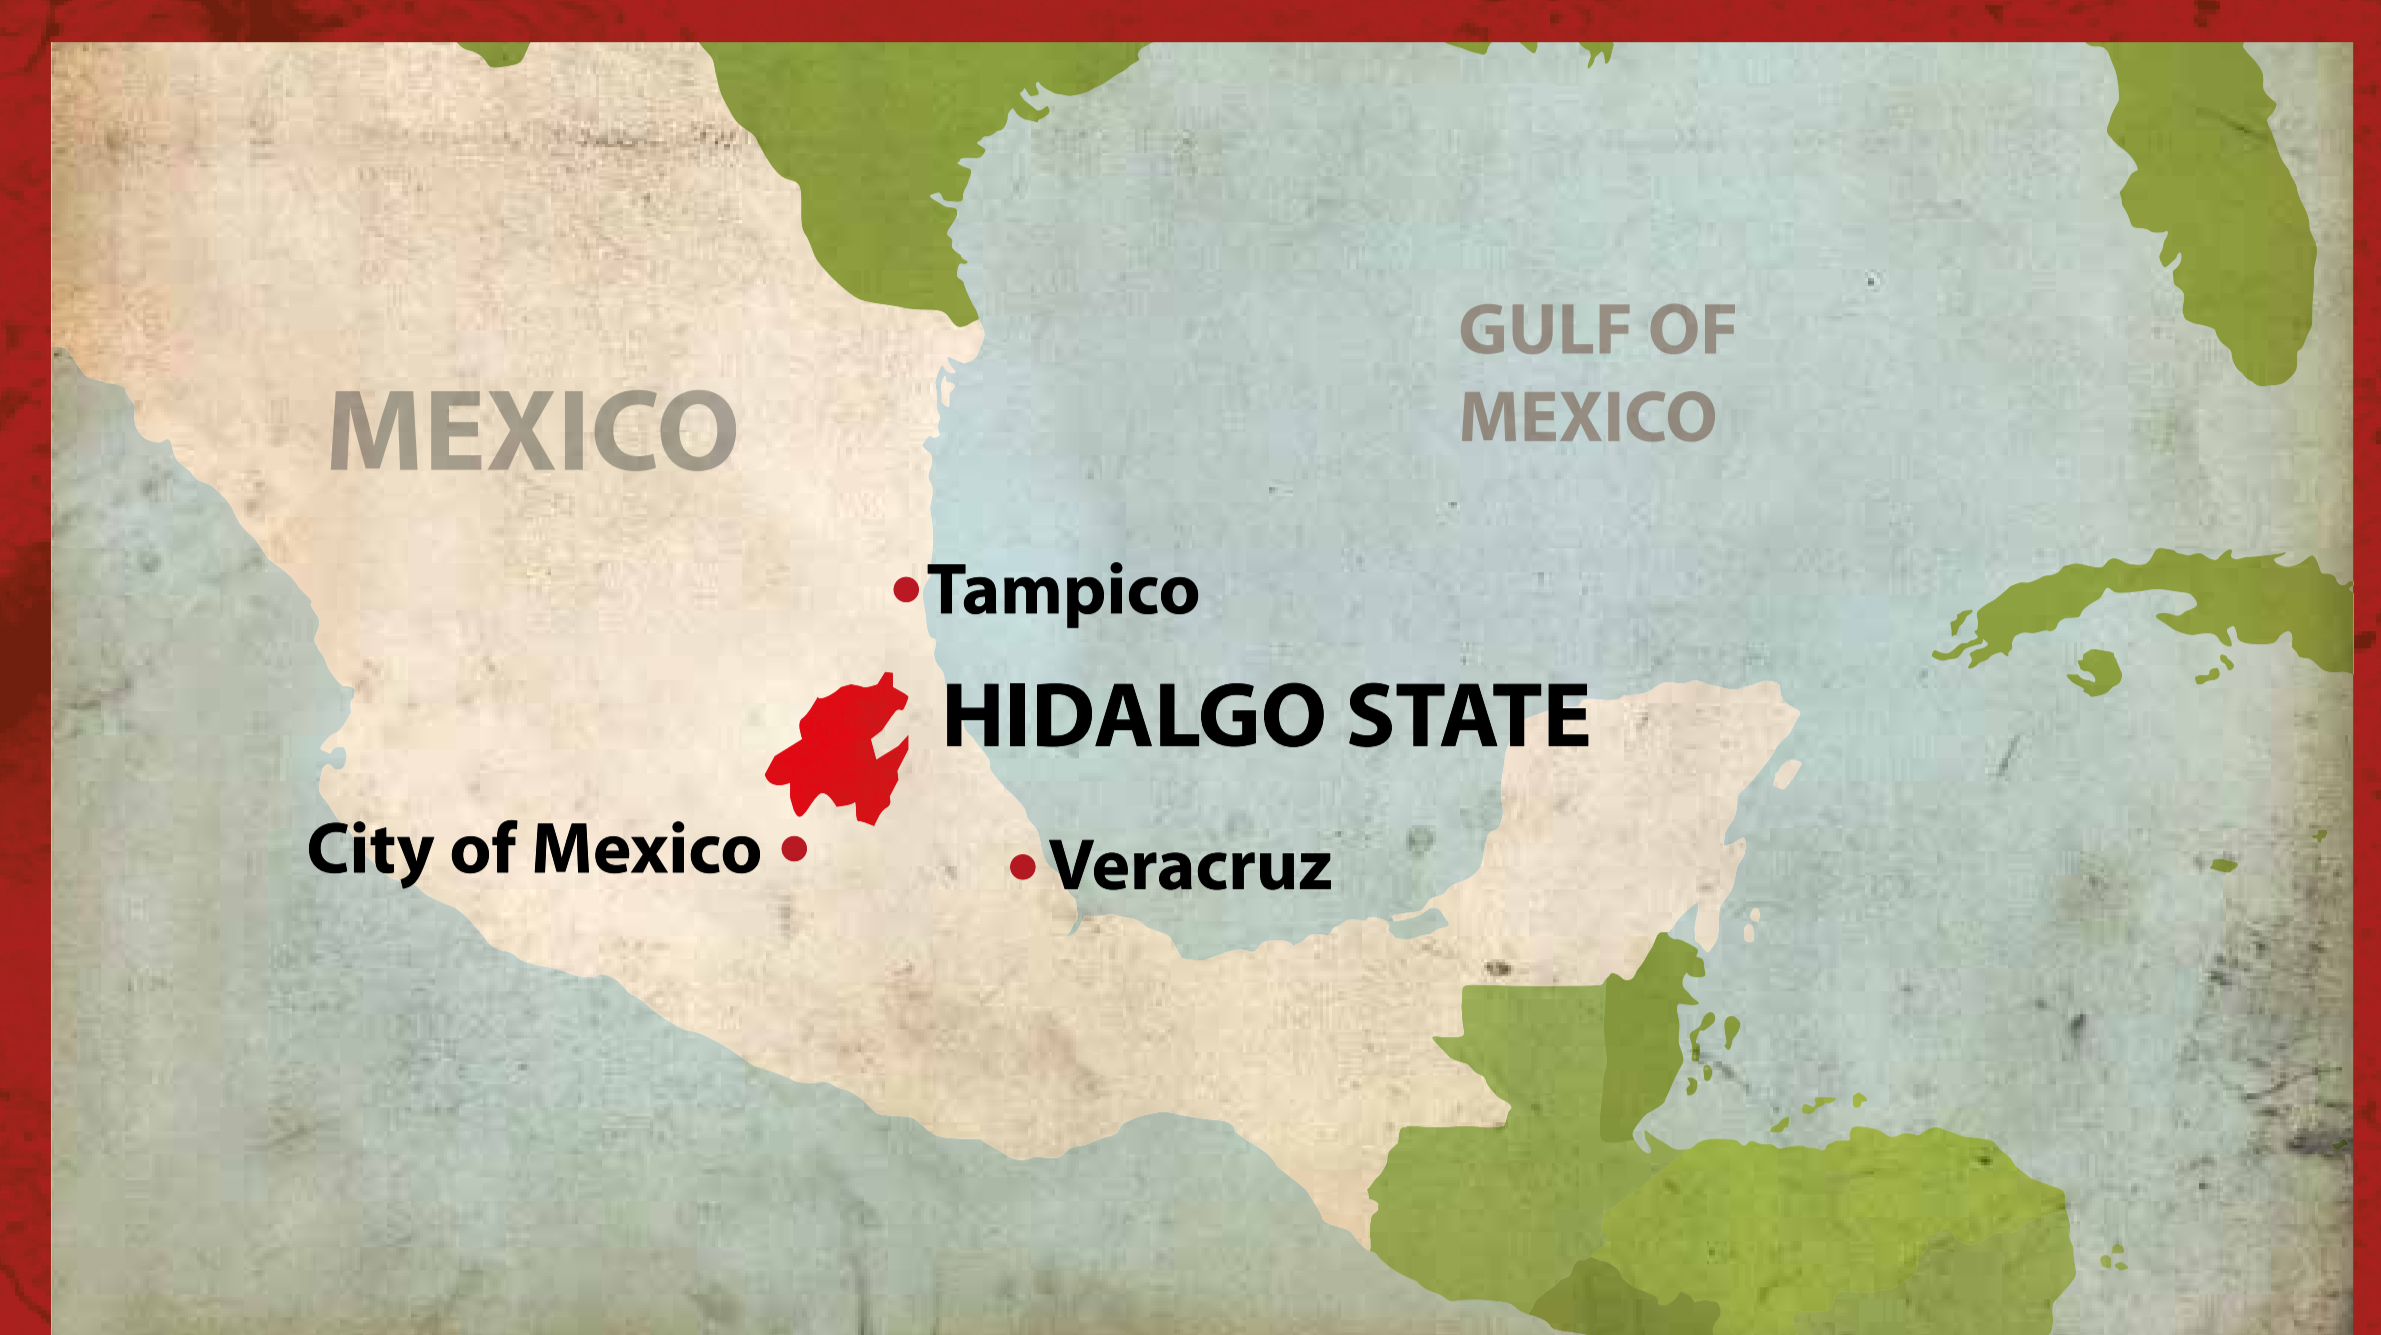 GULF OF
MEXICO
MEXICO
Tampico
HIDALGO STATE
City of Mexico
Veracruz